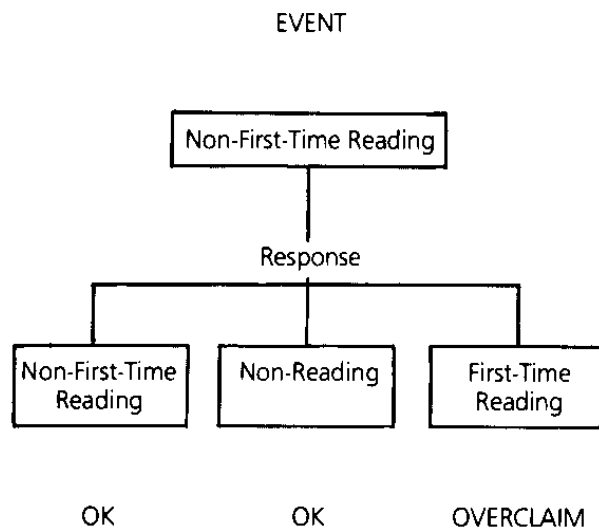 EVENT
Non-First-Time Reading
Response
Non-First-Time
Reading
Non-Reading
First-Time
Reading
OK
OK
OVERCLAIM